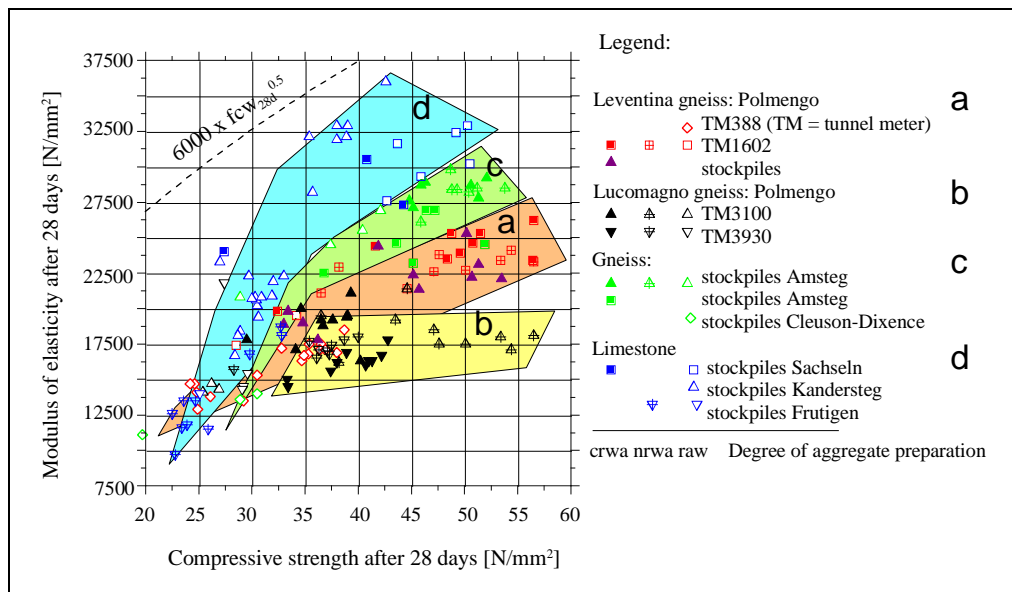 Legend:
37500
32500
27500
22500
17500
12500
7500
20 25 30 35 40 45 50 55 60
Modulus of elasticity after 28 days [N/mm²]
Compressive strength after 28 days [N/mm²]
6000 x fcw 28d 0.5
d
c
a
b
Leventina gneiss: Polmengo
a
TM388 (TM = tunnel meter)
TM1602
stockpiles
Lucomagno gneiss: Polmengo
b
TM3100
TM3930
Gneiss:
c
stockpiles Amsteg
stockpiles Amsteg
stockpiles Cleuson-Dixence
Limestone
d
stockpiles Sachseln
stockpiles Kandersteg
stockpiles Frutigen
crwa nrwa raw Degree of aggregate preparation